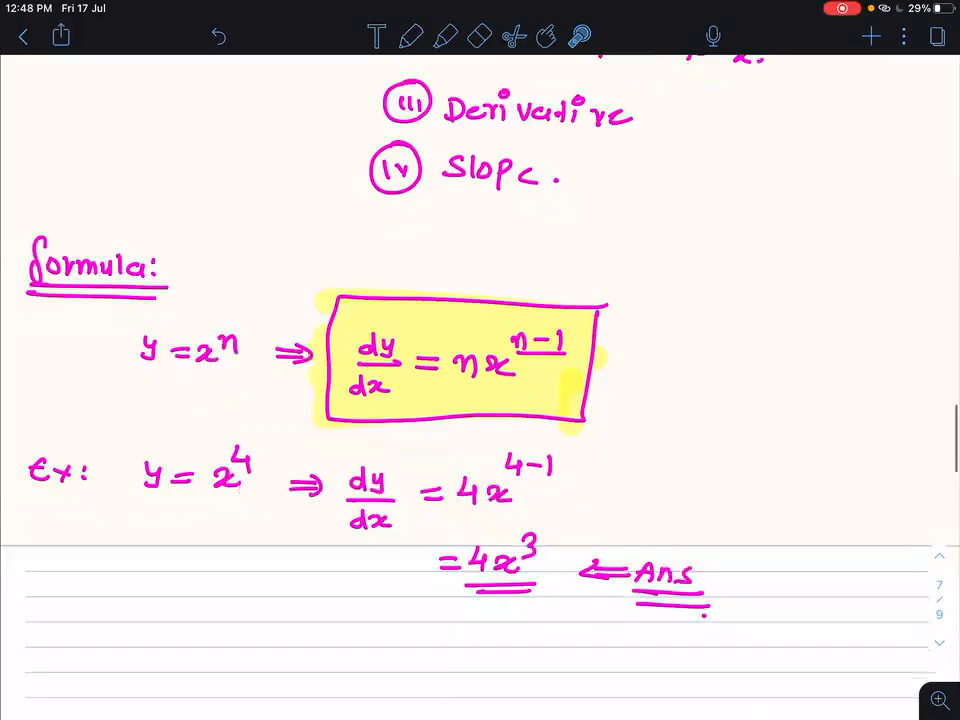 12:48 PM Fri 17 Jul 29%
(iii) Derivative
(iv) Slope.
formula:
y = x^n ⇒ dy/dx = nx^(n-1)
Ex: y = x^4 ⇒ dy/dx = 4x^(4-1)
= 4x^3 ⇐ Ans
7/9